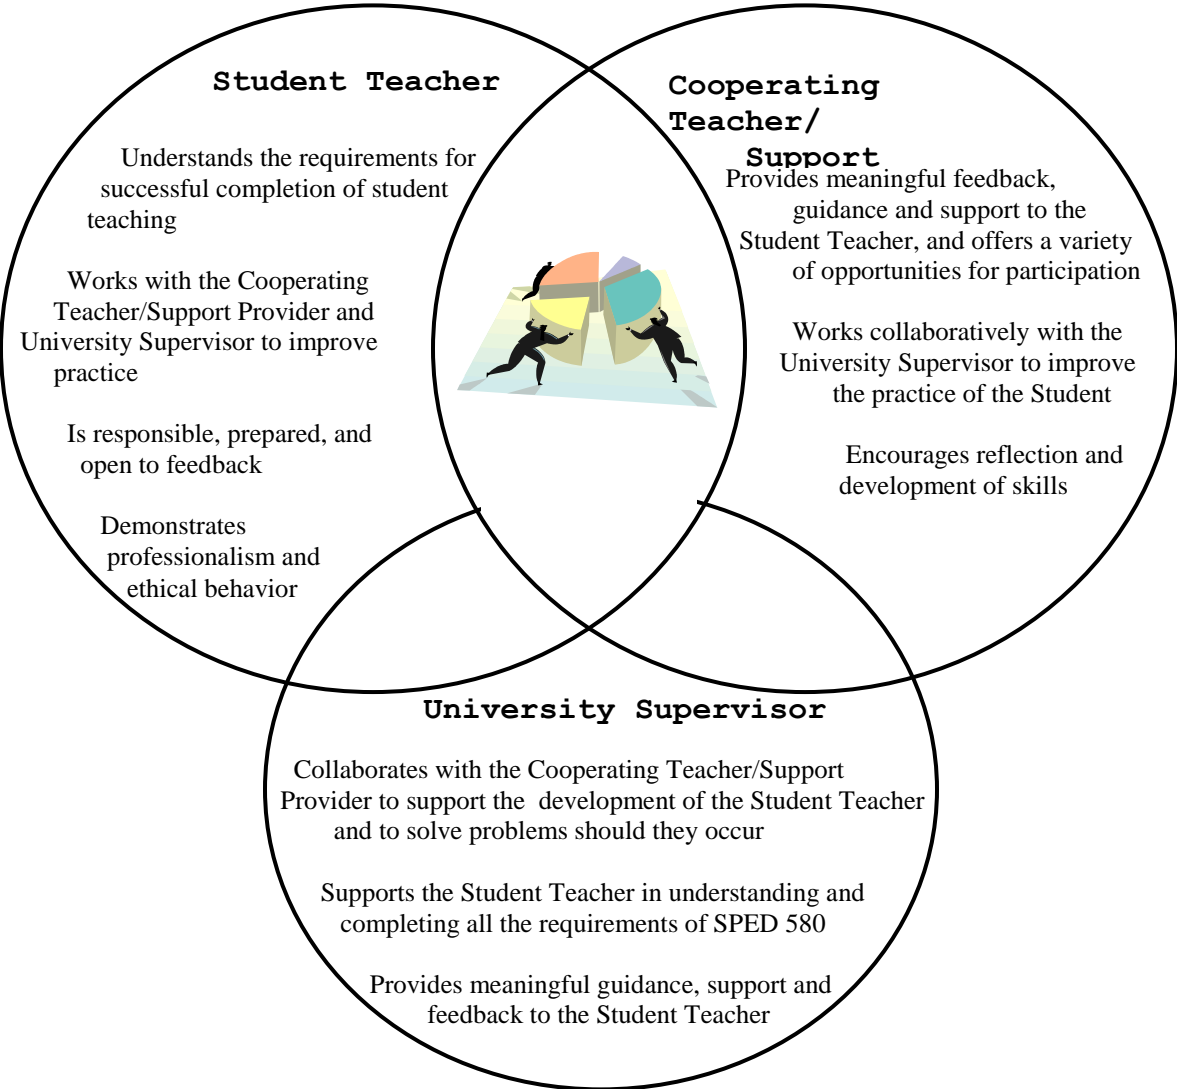 Student Teacher
Understands the requirements for
successful completion of student
teaching
Works with the Cooperating
Teacher/Support Provider and
University Supervisor to improve
practice
Is responsible, prepared, and
open to feedback
Demonstrates
professionalism and
ethical behavior
Cooperating
Teacher/
Support
Provides meaningful feedback,
guidance and support to the
Student Teacher, and offers a variety
of opportunities for participation
Works collaboratively with the
University Supervisor to improve
the practice of the Student
Encourages reflection and
development of skills
University Supervisor
Collaborates with the Cooperating Teacher/Support
Provider to support the development of the Student Teacher
and to solve problems should they occur
Supports the Student Teacher in understanding and
completing all the requirements of SPED 580
Provides meaningful guidance, support and
feedback to the Student Teacher